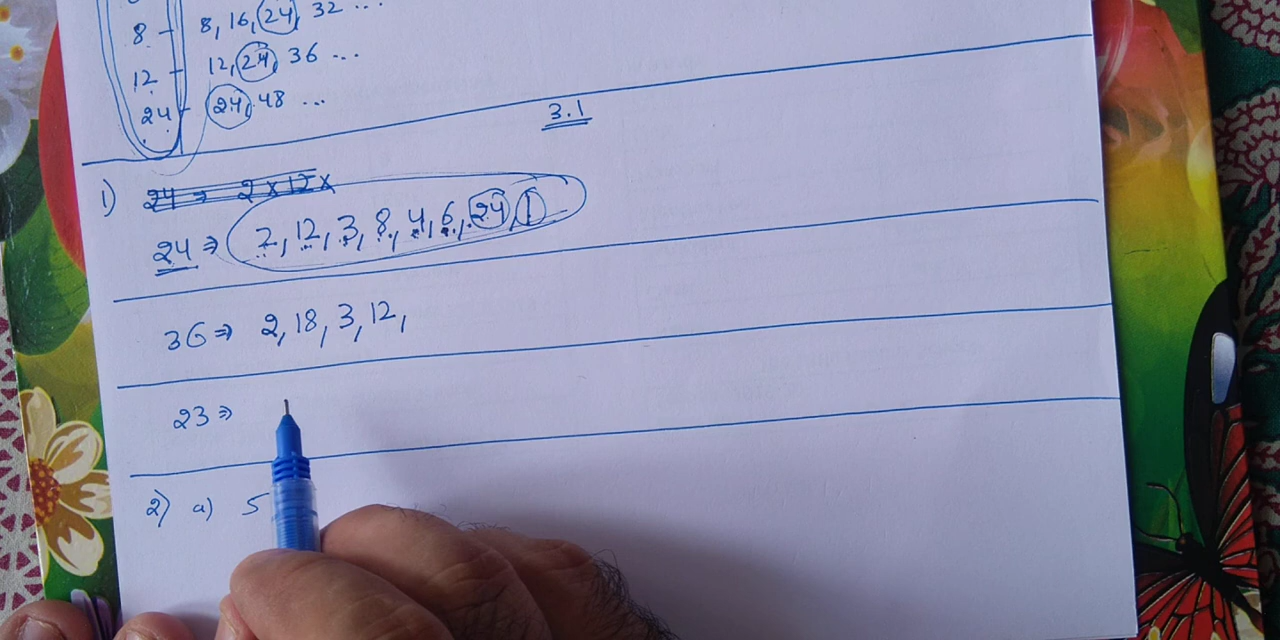 8 - 8, 16, 24, 32 ...
12 - 12, 24, 36 ...
24 - 24, 48 ...
3.1
1) 24 ⇒ 2 x 12 x
24 ⇒ 2, 12, 3, 8, 4, 6, 24, 1
36 ⇒ 2, 18, 3, 12,
23 ⇒
2) a) 5